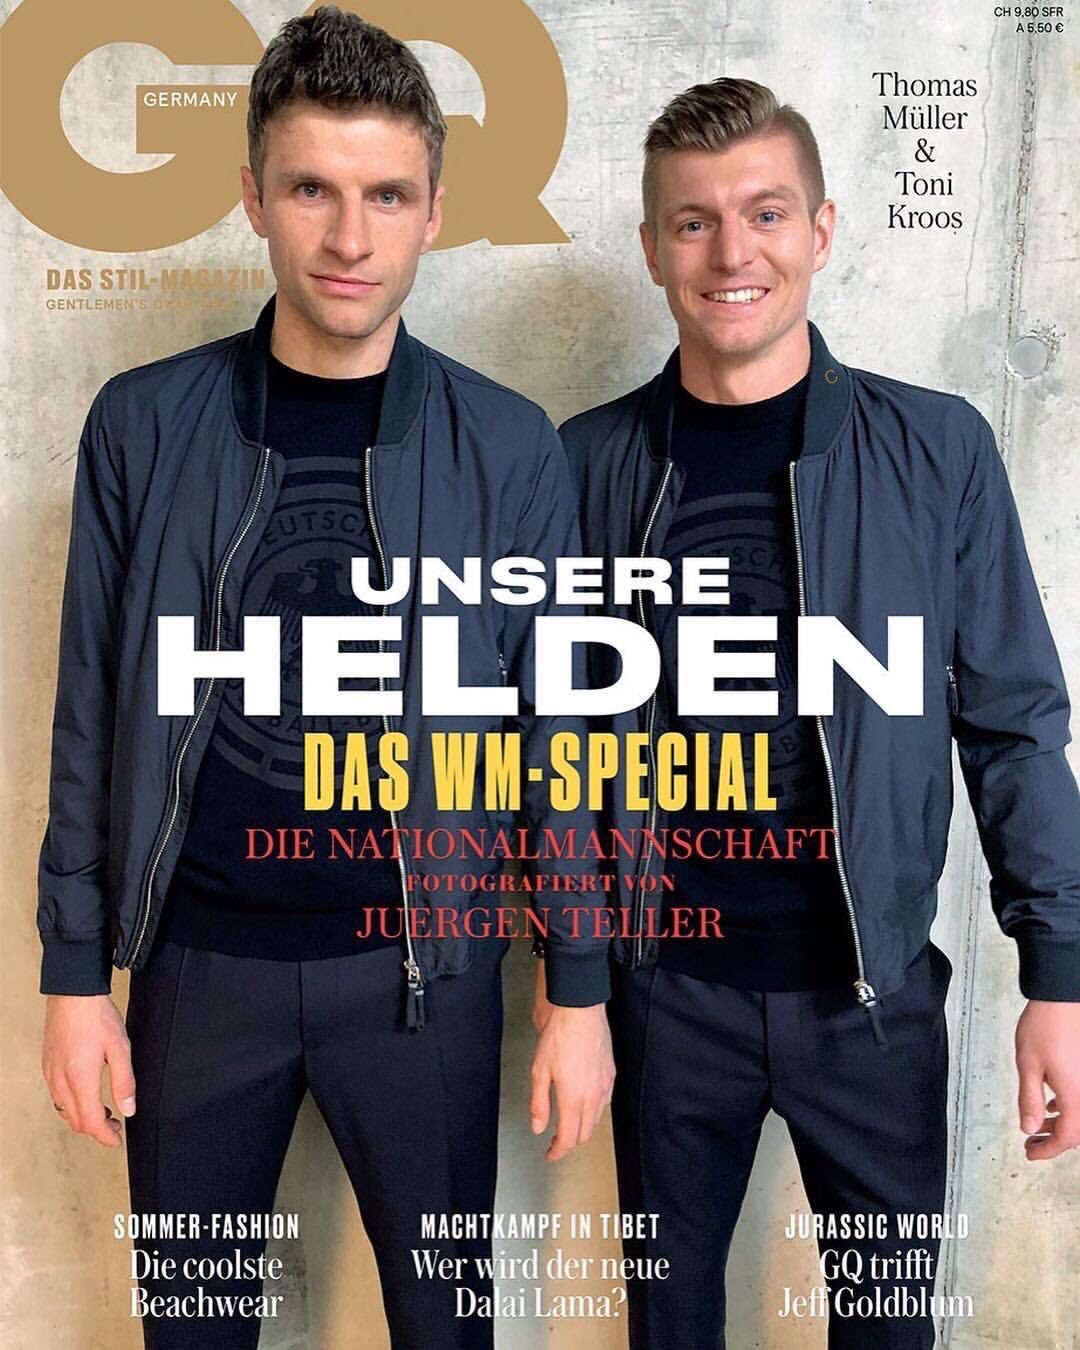 CH 9,80 SFR
A 5,50 €
GQ
GERMANY
DAS STIL-MAGAZIN
GENTLEMEN'S
Thomas
Müller
&
Toni
Kroos
C
UNSERE
HELDEN
DAS WM-SPECIAL
DIE NATIONALMANNSCHAFT
FOTOGRAFIERT VON
JUERGEN TELLER
SOMMER-FASHION
Die coolste
Beachwear
MACHTKAMPF IN TIBET
Wer wird der neue
Dalai Lama?
JURASSIC WORLD
GQ trifft
Jeff Goldblum